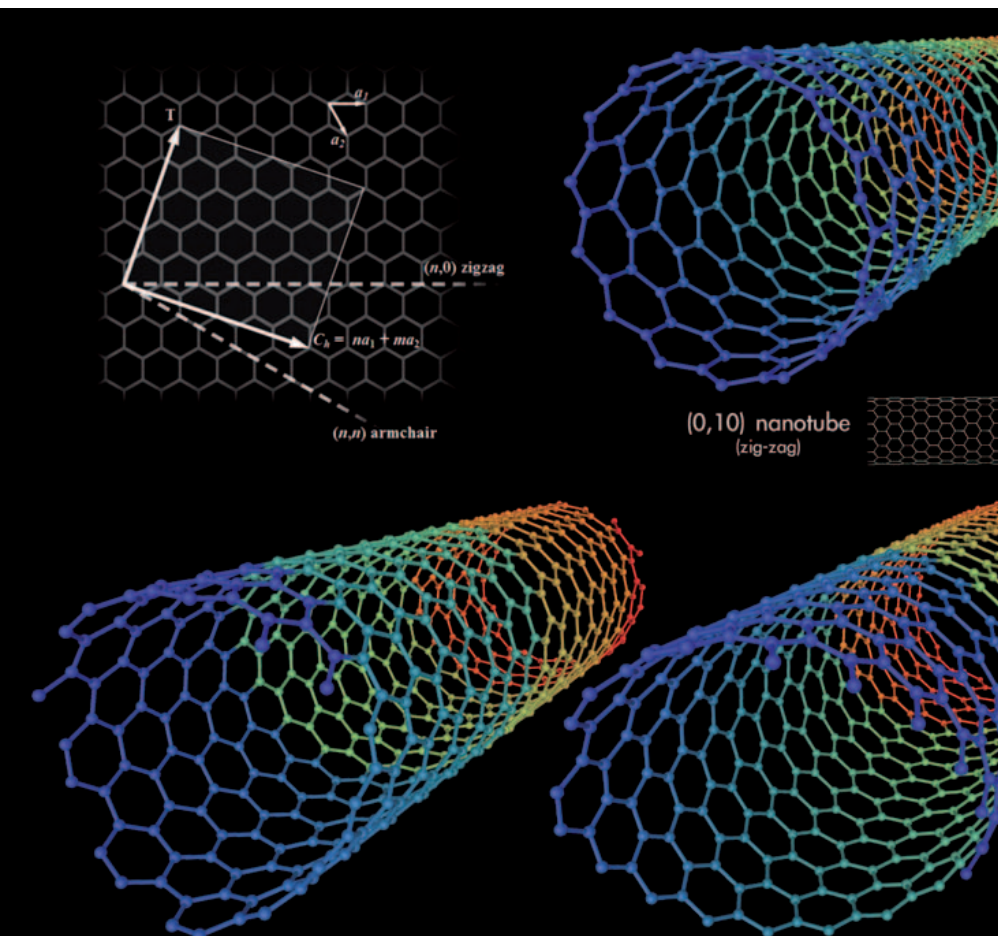 a₁
T
a₂
(n,0) zigzag
Cₕ = na₁ + ma₂
(n,n) armchair
(0,10) nanotube
(zig-zag)